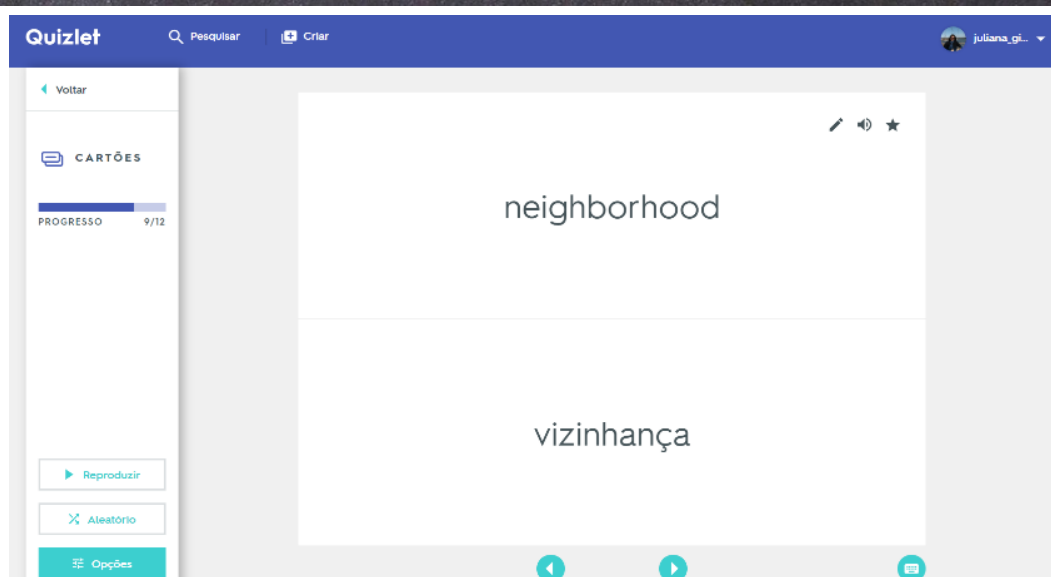 Quizlet
Pesquisar
Criar
juliana_gi...
Voltar
CARTÕES
PROGRESSO 9/12
neighborhood
vizinhança
Reproduzir
Aleatório
Opções